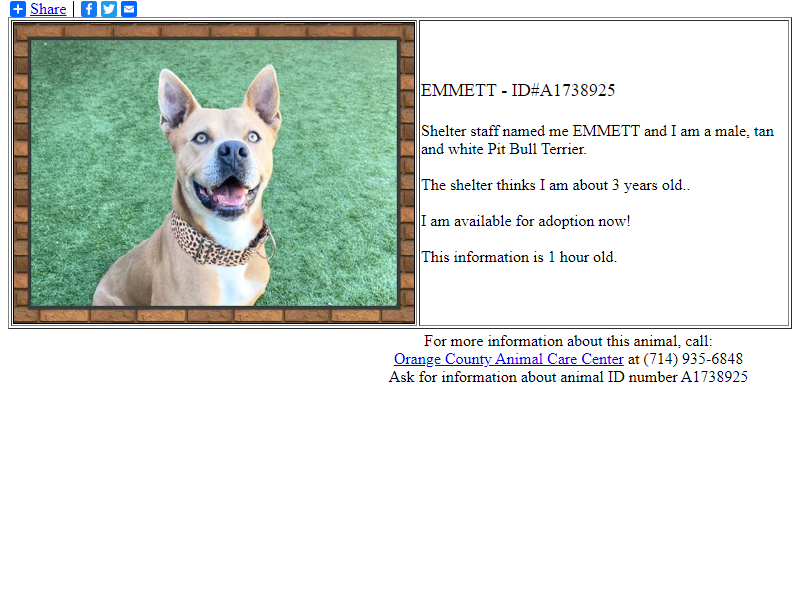 Share
EMMETT - ID#A1738925
Shelter staff named me EMMETT and I am a male, tan
and white Pit Bull Terrier.
The shelter thinks I am about 3 years old..
I am available for adoption now!
This information is 1 hour old.
For more information about this animal, call:
Orange County Animal Care Center at (714) 935-6848
Ask for information about animal ID number A1738925